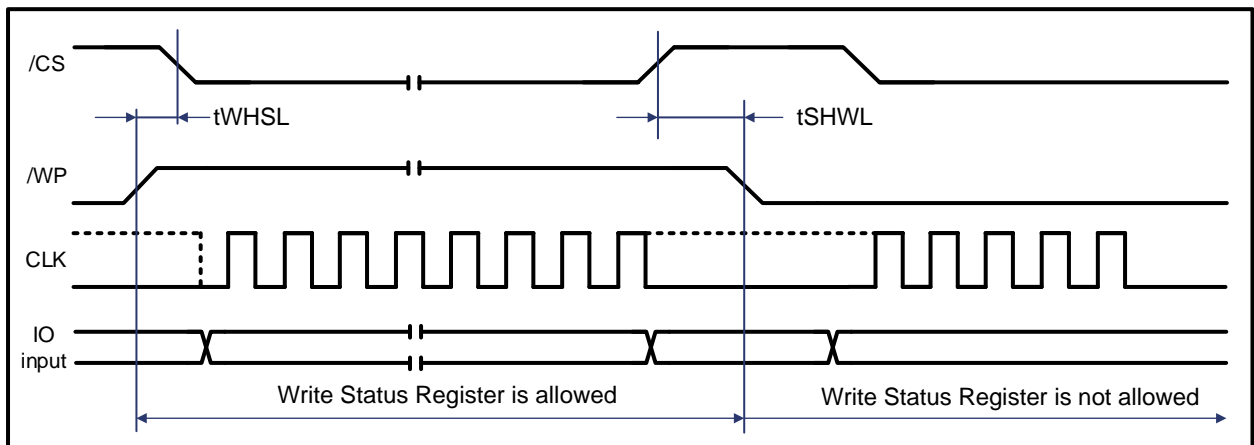 /CS
tWHSL
tSHWL
/WP
CLK
IO
input
Write Status Register is allowed
Write Status Register is not allowed